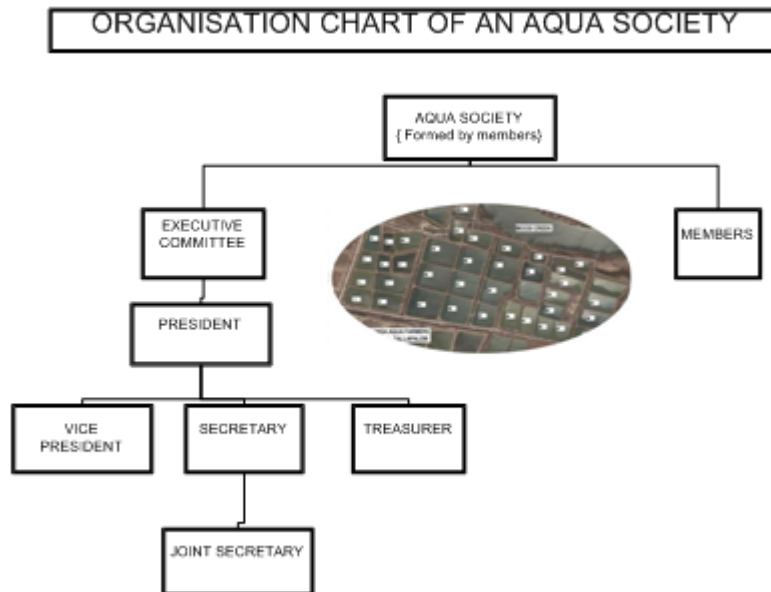 ORGANISATION CHART OF AN AQUA SOCIETY
AQUA SOCIETY
{ Formed by members}
EXECUTIVE
COMMITTEE
MEMBERS
PRESIDENT
VICE
PRESIDENT
SECRETARY
TREASURER
JOINT SECRETARY